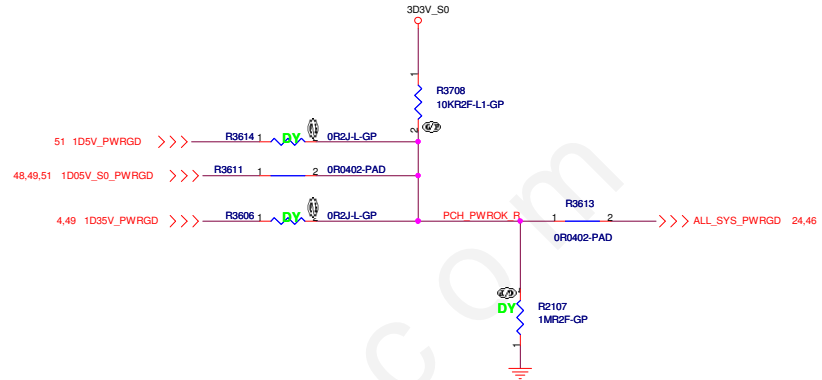 3D3V_S0
1
R3708
10KR2F-L1-GP
2
51 1D5V_PWRGD
R3614 1
DY
2
0R2J-L-GP
48,49,51 1D05V_S0_PWRGD
R3611 1
2
0R0402-PAD
4,49 1D35V_PWRGD
R3606 1
DY
2
0R2J-L-GP
PCH_PWROK_R
R3613
1
2
0R0402-PAD
ALL_SYS_PWRGD 24,46
DY
R2107
1MR2F-GP
1
com